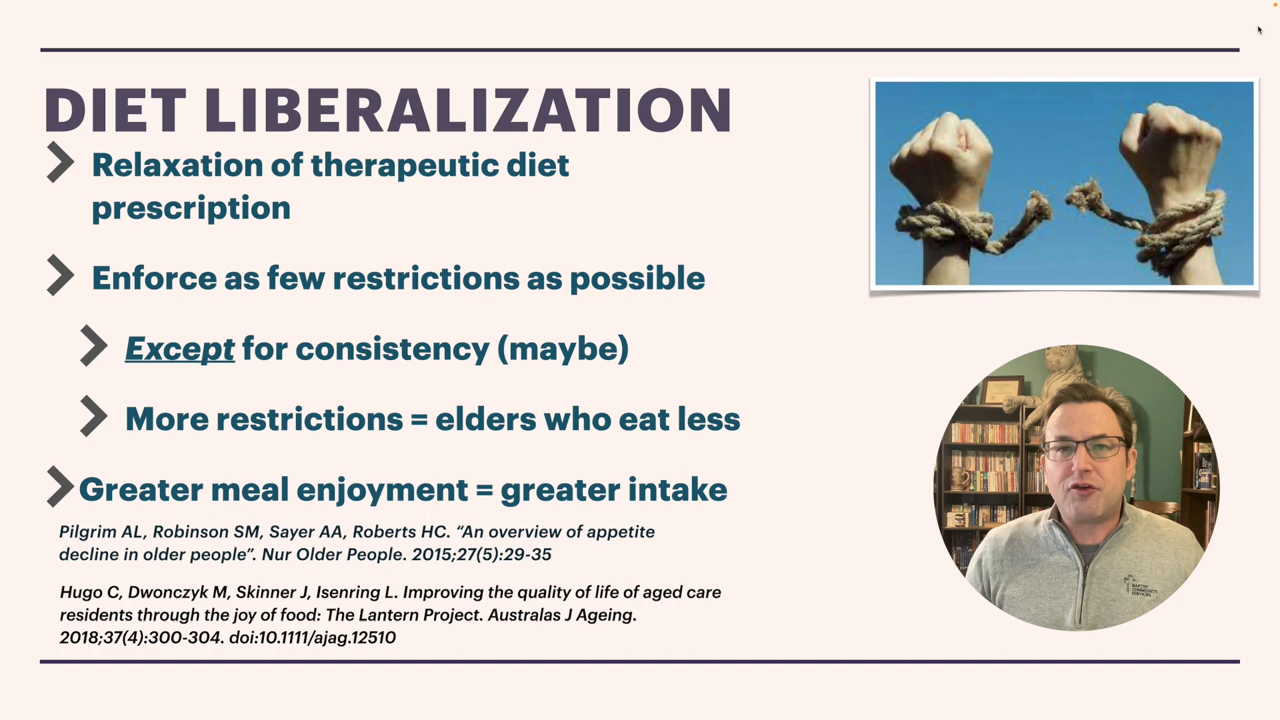 DIET LIBERALIZATION
Relaxation of therapeutic diet
prescription
Enforce as few restrictions as possible
Except for consistency (maybe)
More restrictions = elders who eat less
Greater meal enjoyment = greater intake
Pilgrim AL, Robinson SM, Sayer AA, Roberts HC. “An overview of appetite
decline in older people”. Nur Older People. 2015;27(5):29-35
Hugo C, Dwonczyk M, Skinner J, Isenring L. Improving the quality of life of aged care
residents through the joy of food: The Lantern Project. Australas J Ageing.
2018;37(4):300-304. doi:10.1111/ajag.12510
BAPTIST
COMMUNITY
SERVICES